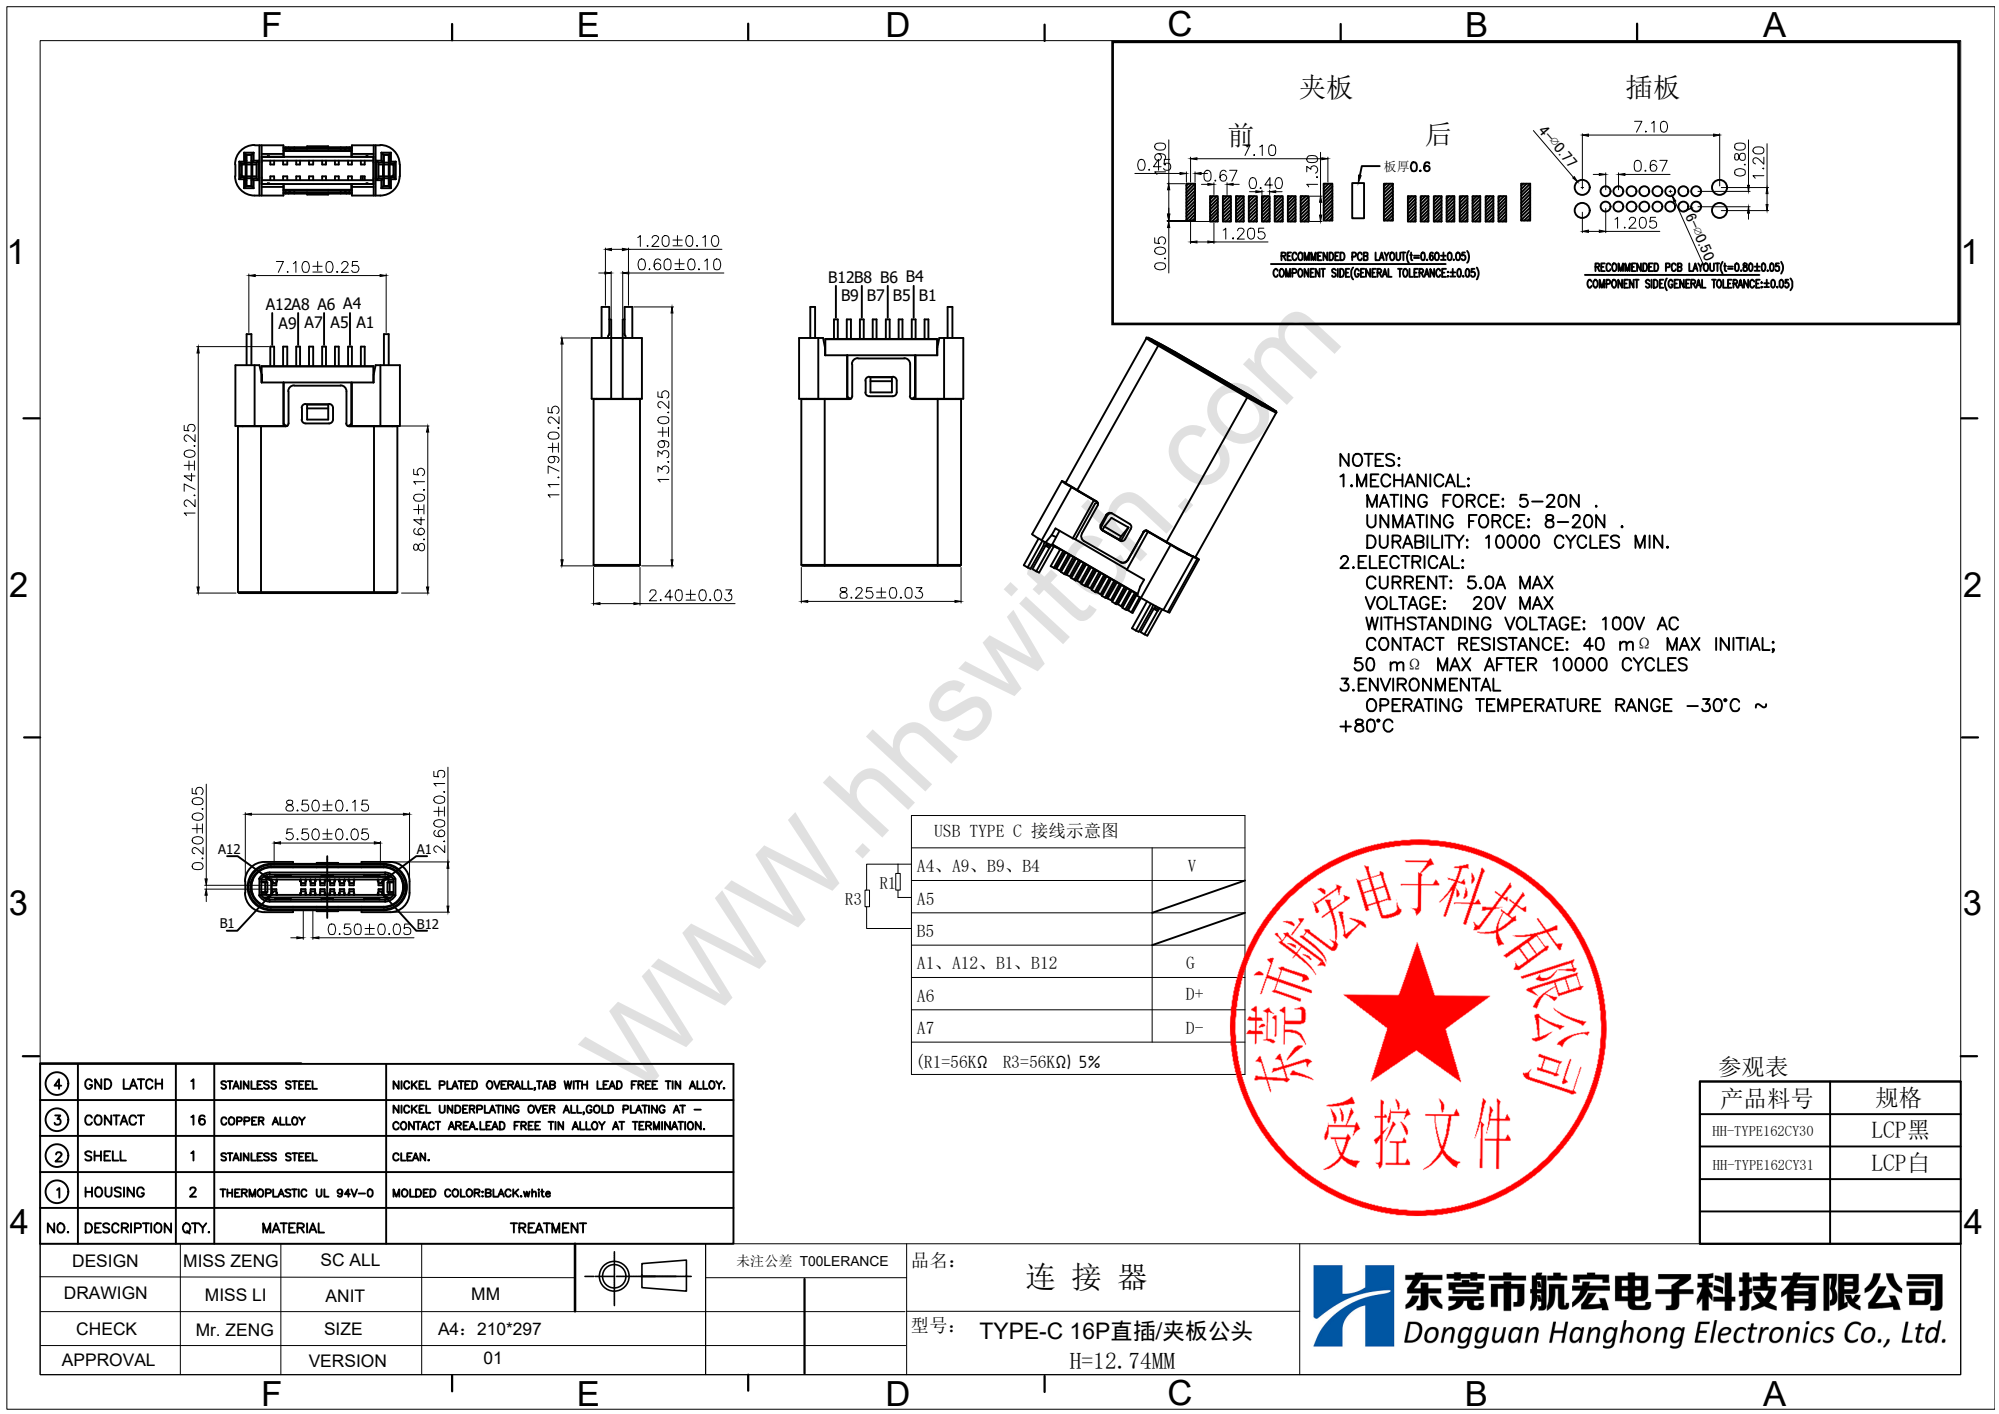 F E D C B A
夹板 插板
前 后
7.10
1.90
0.45
0.67
0.40
1.30
1.205
0.05
板厚0.6
RECOMMENDED PCB LAYOUT(t=0.60±0.05)
COMPONENT SIDE(GENERAL TOLERANCE:±0.05)
4-⌀0.77
7.10
0.67
0.80
1.20
1.205
6-⌀0.50
RECOMMENDED PCB LAYOUT(t=0.80±0.05)
COMPONENT SIDE(GENERAL TOLERANCE:±0.05)
1 1
7.10±0.25
A12 A8 A6 A4
A9 A7 A5 A1
12.74±0.25
8.64±0.15
1.20±0.10
0.60±0.10
11.79±0.25
13.39±0.25
2.40±0.03
B12 B8 B6 B4
B9 B7 B5 B1
8.25±0.03
2 2
NOTES:
1.MECHANICAL:
MATING FORCE: 5-20N .
UNMATING FORCE: 8-20N .
DURABILITY: 10000 CYCLES MIN.
2.ELECTRICAL:
CURRENT: 5.0A MAX
VOLTAGE: 20V MAX
WITHSTANDING VOLTAGE: 100V AC
CONTACT RESISTANCE: 40 mΩ MAX INITIAL;
50 mΩ MAX AFTER 10000 CYCLES
3.ENVIRONMENTAL
OPERATING TEMPERATURE RANGE -30°C ~
+80°C
www.hhswitch.com
8.50±0.15
5.50±0.05
0.20±0.05
2.60±0.15
A12 A1
B1 B12
0.50±0.05
3 3
USB TYPE C 接线示意图
A4、A9、B9、B4 V
R1
R3
A5
B5
A1、A12、B1、B12 G
A6 D+
A7 D-
(R1=56KΩ R3=56KΩ) 5%
东莞市航宏电子科技有限公司
受控文件
参观表
产品料号 规格
HH-TYPE162CY30 LCP黑
HH-TYPE162CY31 LCP白
4 GND LATCH 1 STAINLESS STEEL NICKEL PLATED OVERALL,TAB WITH LEAD FREE TIN ALLOY.
3 CONTACT 16 COPPER ALLOY NICKEL UNDERPLATING OVER ALL,GOLD PLATING AT -
CONTACT AREA.LEAD FREE TIN ALLOY AT TERMINATION.
2 SHELL 1 STAINLESS STEEL CLEAN.
1 HOUSING 2 THERMOPLASTIC UL 94V-0 MOLDED COLOR:BLACK.white
NO. DESCRIPTION QTY. MATERIAL TREATMENT
4 4
DESIGN MISS ZENG SC ALL
DRAWIGN MISS LI ANIT MM
CHECK Mr. ZENG SIZE A4: 210*297
APPROVAL VERSION 01
未注公差 T00LERANCE
品名: 连接器
型号: TYPE-C 16P直插/夹板公头
H=12.74MM
东莞市航宏电子科技有限公司
Dongguan Hanghong Electronics Co., Ltd.
F E D C B A